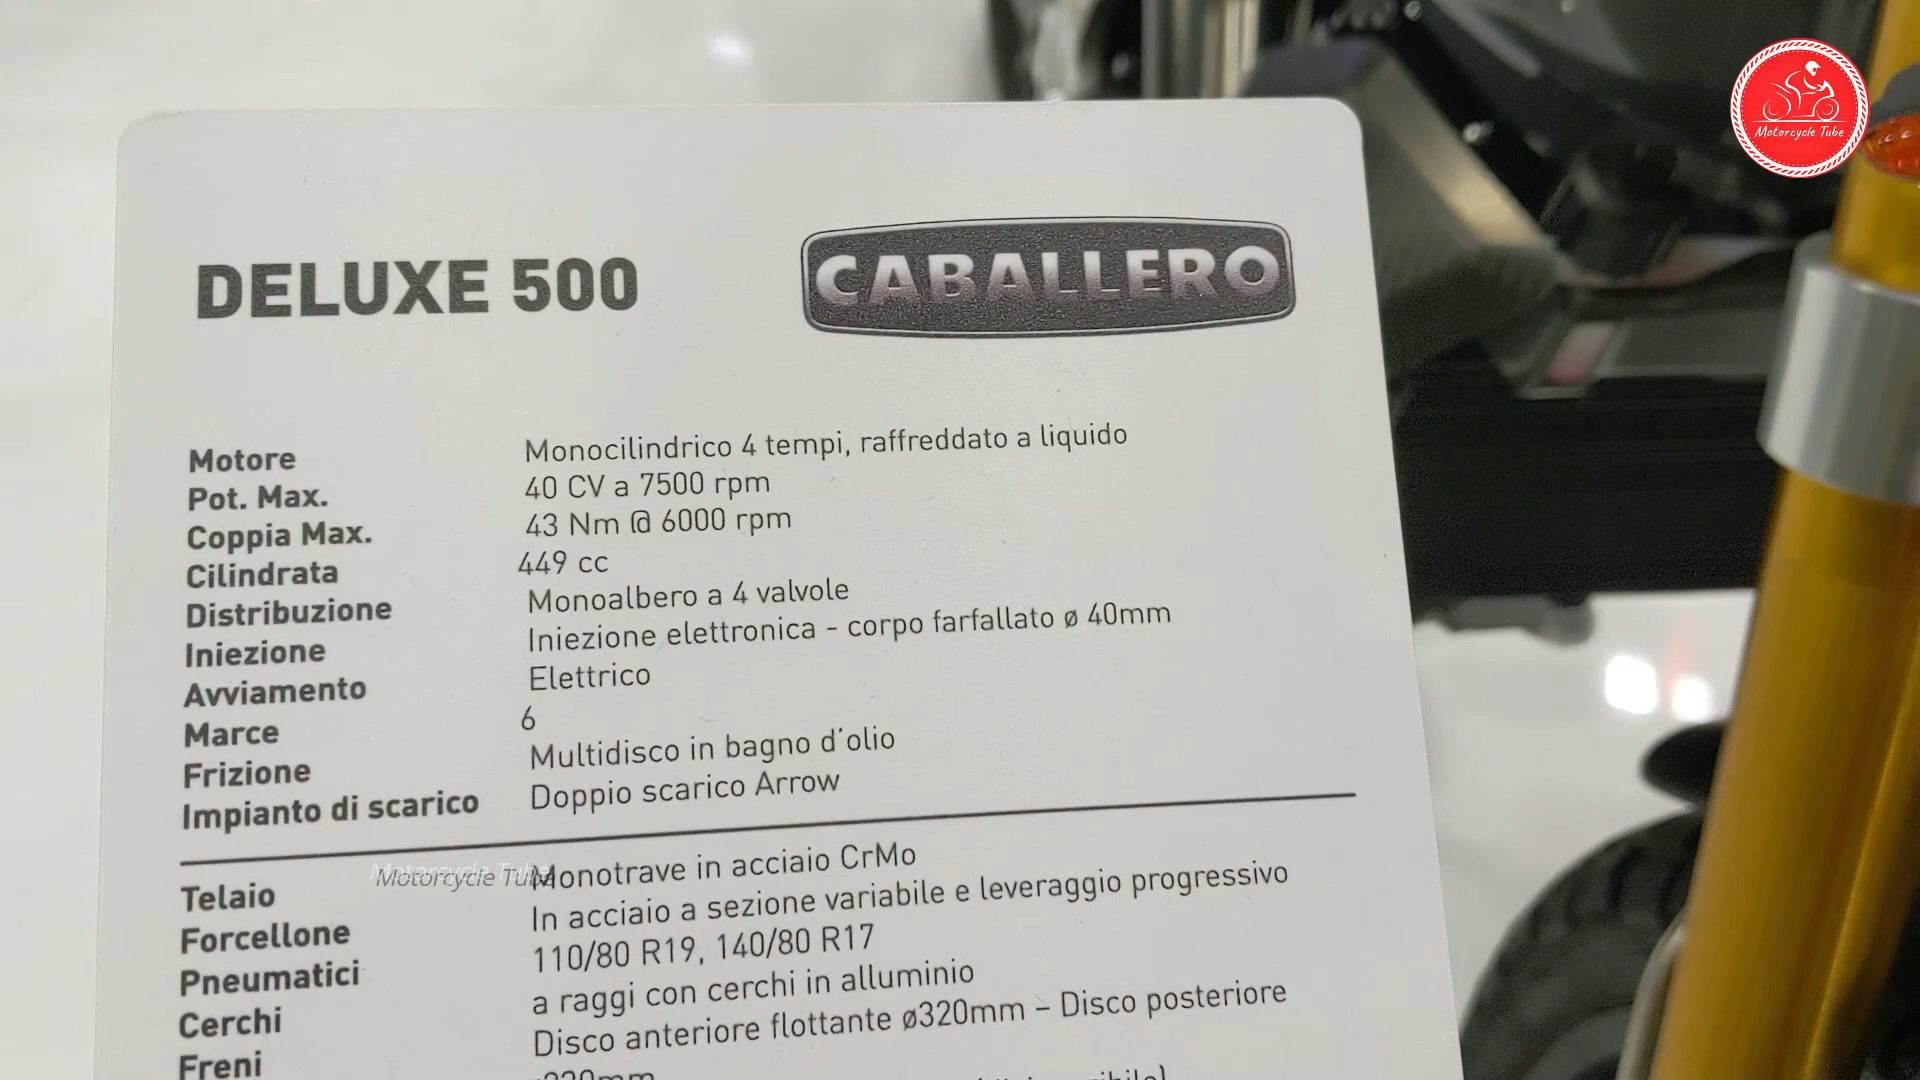 Motorcycle Tube
DELUXE 500 CABALLERO
Motore Monocilindrico 4 tempi, raffreddato a liquido
Pot. Max. 40 CV a 7500 rpm
Coppia Max. 43 Nm @ 6000 rpm
Cilindrata 449 cc
Distribuzione Monoalbero a 4 valvole
Iniezione Iniezione elettronica - corpo farfallato ø 40mm
Avviamento Elettrico
Marce 6
Frizione Multidisco in bagno d'olio
Impianto di scarico Doppio scarico Arrow
Motorcycle Tube
Telaio Monotrave in acciaio CrMo
Forcellone In acciaio a sezione variabile e leveraggio progressivo
Pneumatici 110/80 R19, 140/80 R17
Cerchi a raggi con cerchi in alluminio
Freni Disco anteriore flottante ø320mm – Disco posteriore